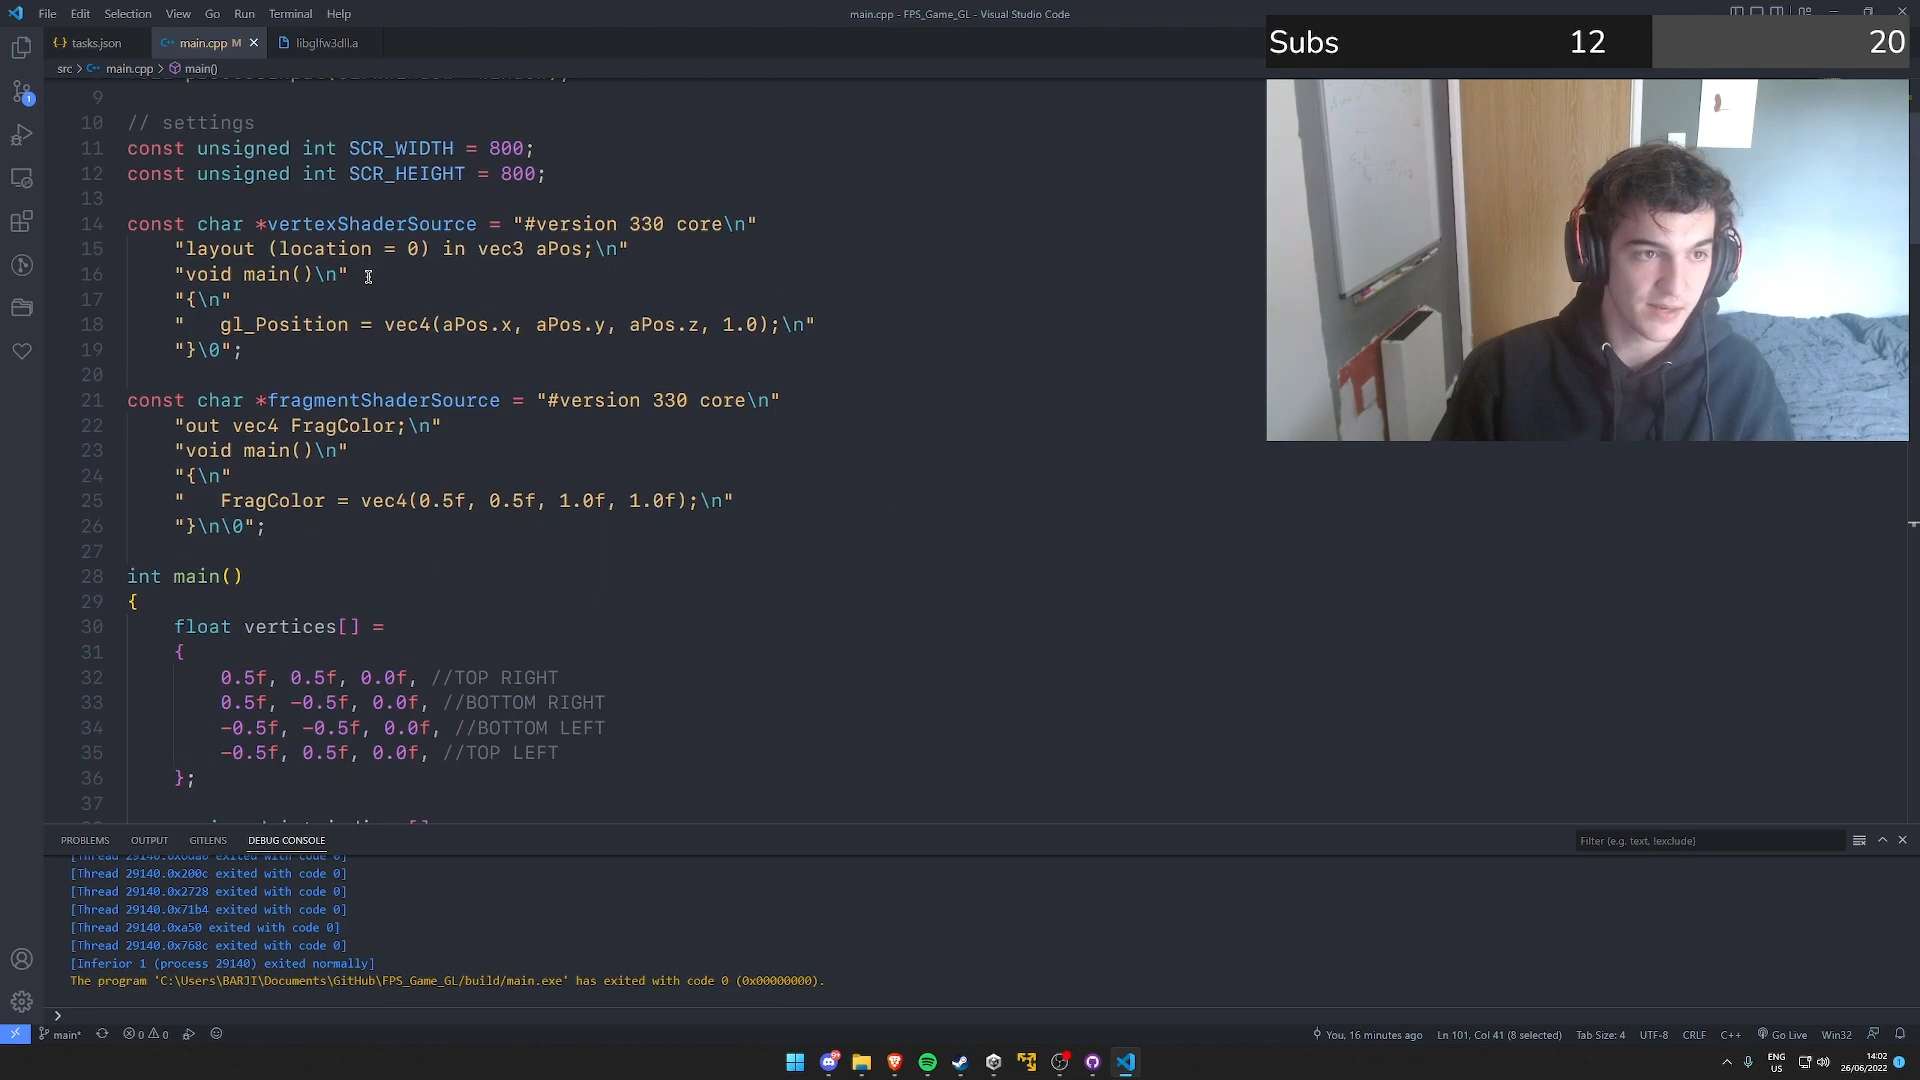 File Edit Selection View Go Run Terminal Help
main.cpp - FPS_Game_GL - Visual Studio Code
tasks.json
main.cpp M
libglfw3dll.a
Subs 12 20
src > main.cpp > main()
9
10 // settings
11 const unsigned int SCR_WIDTH = 800;
12 const unsigned int SCR_HEIGHT = 800;
13
14 const char *vertexShaderSource = "#version 330 core\n"
15 "layout (location = 0) in vec3 aPos;\n"
16 "void main()\n"
17 "{\n"
18 "   gl_Position = vec4(aPos.x, aPos.y, aPos.z, 1.0);\n"
19 "}\0";
20
21 const char *fragmentShaderSource = "#version 330 core\n"
22 "out vec4 FragColor;\n"
23 "void main()\n"
24 "{\n"
25 "   FragColor = vec4(0.5f, 0.5f, 1.0f, 1.0f);\n"
26 "}\n\0";
27
28 int main()
29 {
30 float vertices[] =
31 {
32 0.5f, 0.5f, 0.0f, //TOP RIGHT
33 0.5f, -0.5f, 0.0f, //BOTTOM RIGHT
34 -0.5f, -0.5f, 0.0f, //BOTTOM LEFT
35 -0.5f, 0.5f, 0.0f, //TOP LEFT
36 };
37
PROBLEMS OUTPUT GITLENS DEBUG CONSOLE
Filter (e.g. text, !exclude)
[Thread 29140.0x200c exited with code 0]
[Thread 29140.0x2728 exited with code 0]
[Thread 29140.0x71b4 exited with code 0]
[Thread 29140.0xa50 exited with code 0]
[Thread 29140.0x768c exited with code 0]
[Inferior 1 (process 29140) exited normally]
The program 'C:\Users\BARJI\Documents\GitHub\FPS_Game_GL/build/main.exe' has exited with code 0 (0x00000000).
main* 0 0
You, 16 minutes ago Ln 101, Col 41 (8 selected) Tab Size: 4 UTF-8 CRLF C++ Go Live Win32
ENG US
14:02
26/06/2022